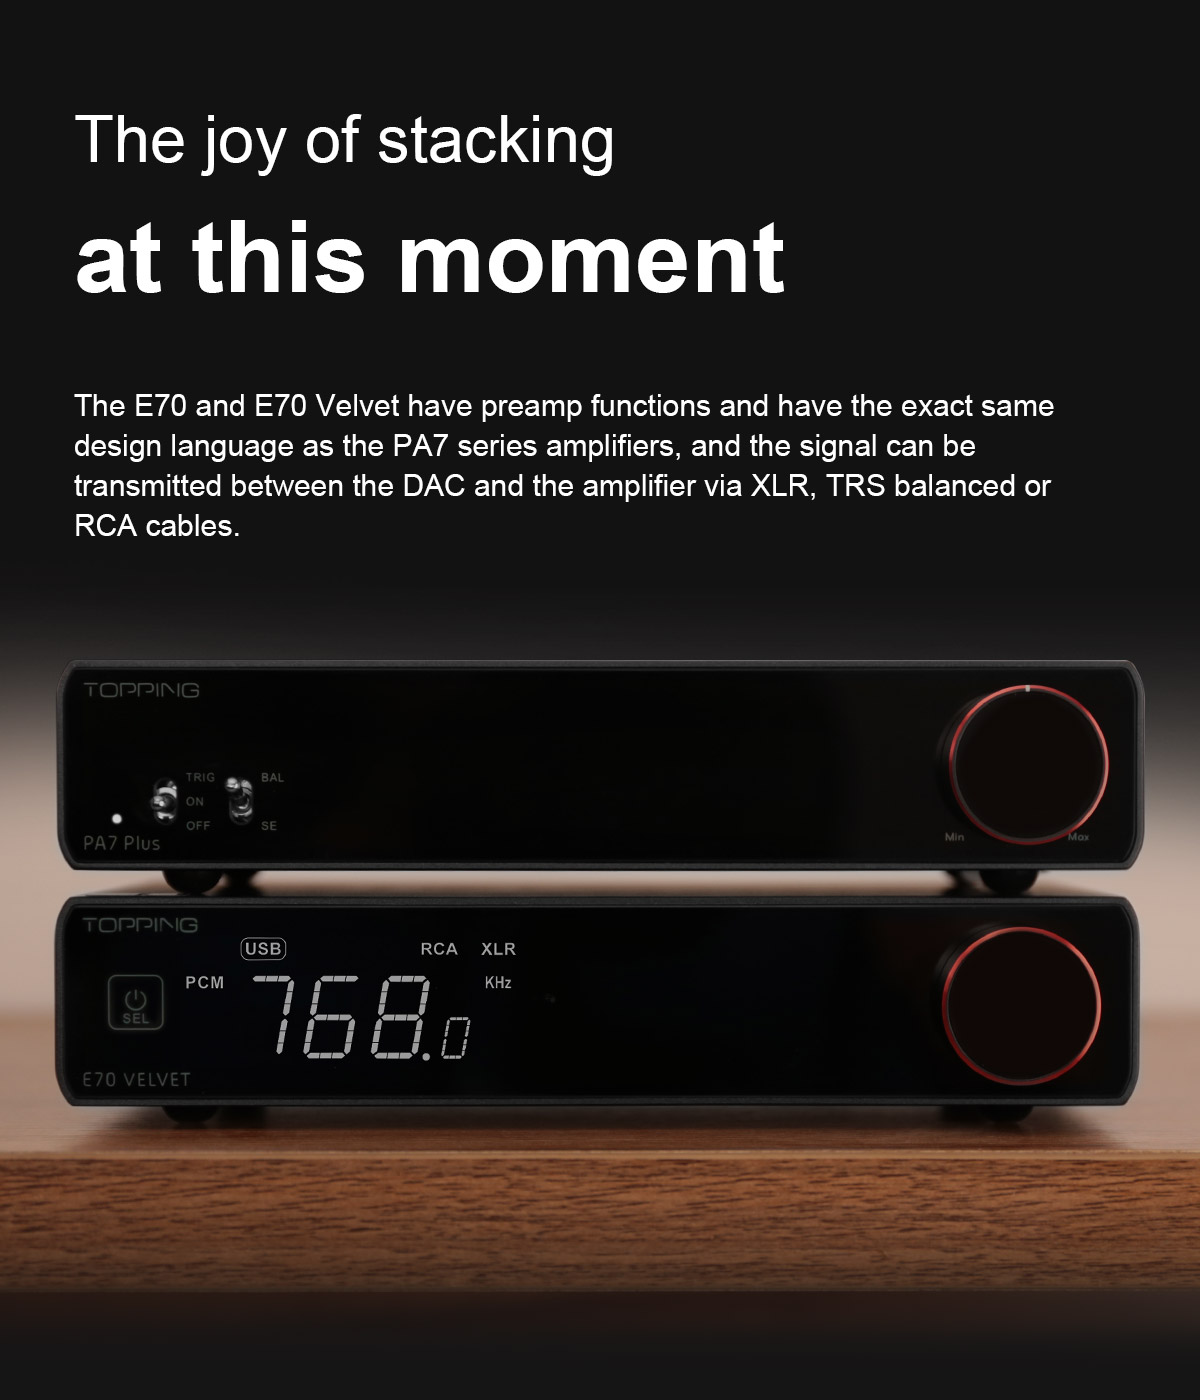 The joy of stacking
at this moment
The E70 and E70 Velvet have preamp functions and have the exact same
design language as the PA7 series amplifiers, and the signal can be
transmitted between the DAC and the amplifier via XLR, TRS balanced or
RCA cables.
TOPPING
TRIG BAL
ON
OFF SE
PA7 Plus
Min Max
TOPPING
USB RCA XLR
PCM 768.0 KHz
SEL
E70 VELVET